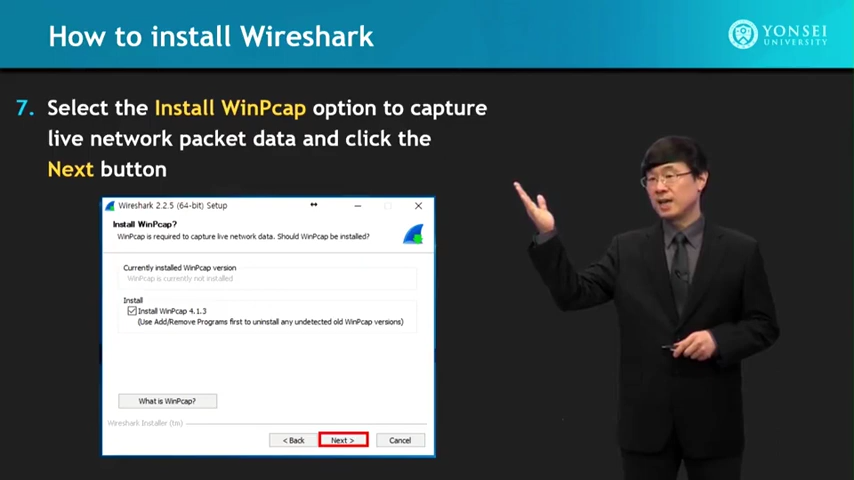 How to install Wireshark
YONSEI
UNIVERSITY
7. Select the Install WinPcap option to capture
live network packet data and click the
Next button
Wireshark 2.2.5 (64-bit) Setup
Install WinPcap?
WinPcap is required to capture live network data. Should WinPcap be installed?
Currently installed WinPcap version
WinPcap is currently not installed
Install
Install WinPcap 4.1.3
(Use Add/Remove Programs first to uninstall any undetected old WinPcap versions)
What is WinPcap?
Wireshark Installer (tm)
< Back
Next >
Cancel